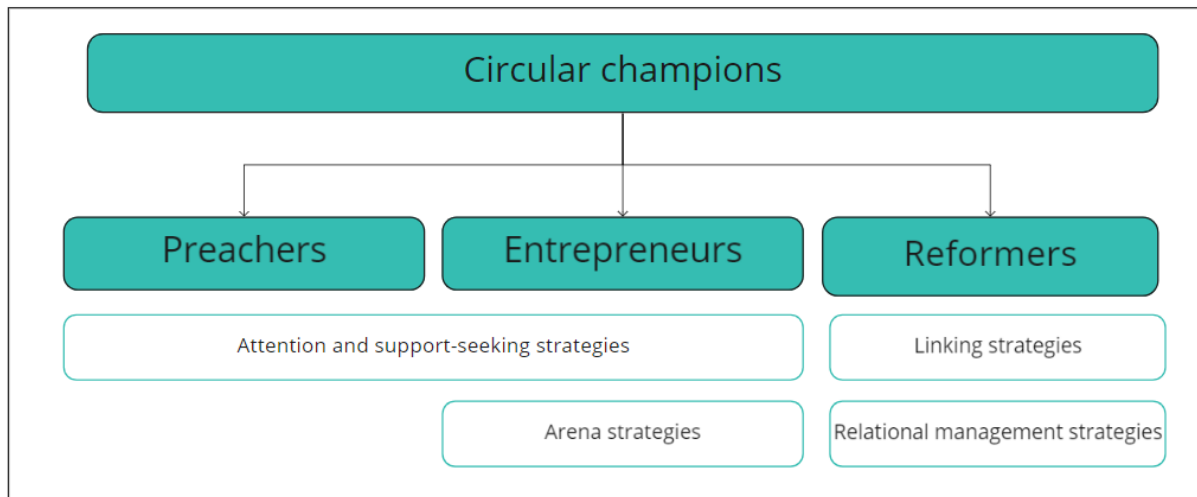 Circular champions
Preachers
Entrepreneurs
Reformers
Attention and support-seeking strategies
Linking strategies
Arena strategies
Relational management strategies